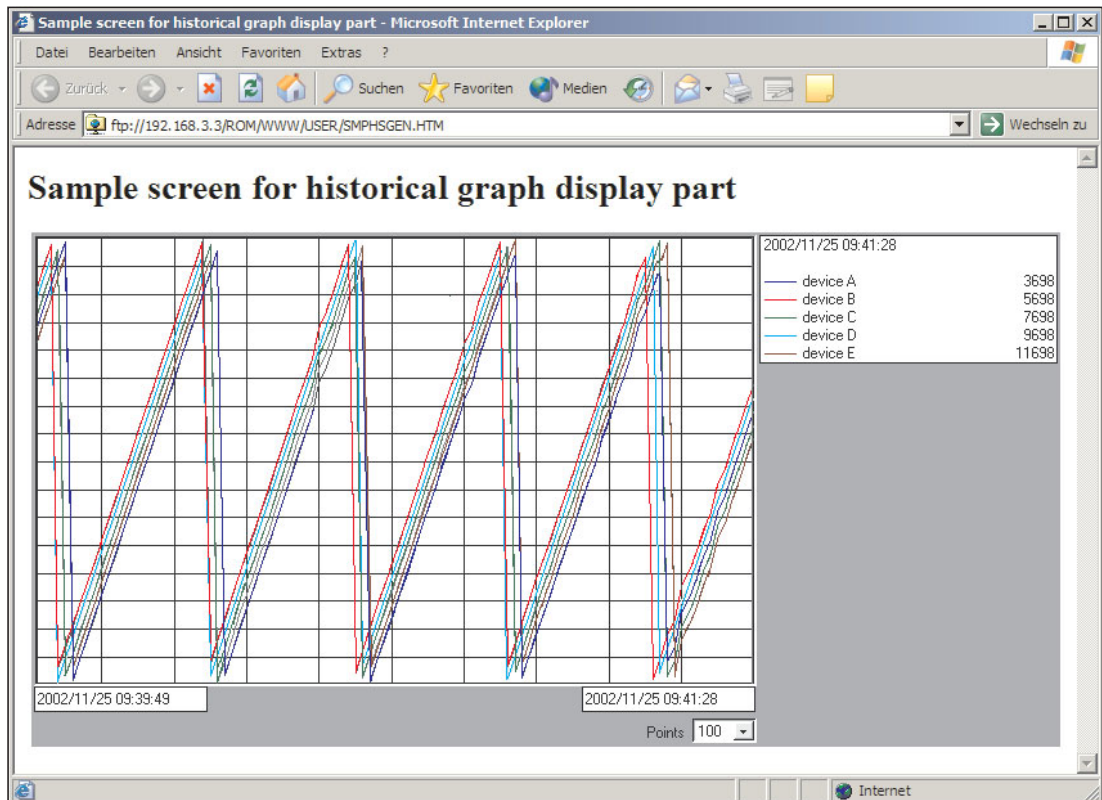 Sample screen for historical graph display part - Microsoft Internet Explorer
Datei Bearbeiten Ansicht Favoriten Extras ?
Zurück Suchen Favoriten Medien
Adresse ftp://192.168.3.3/ROM/WWW/USER/SMPHSGEN.HTM Wechseln zu
Sample screen for historical graph display part
2002/11/25 09:41:28
device A 3698
device B 5698
device C 7698
device D 9698
device E 11698
2002/11/25 09:39:49 2002/11/25 09:41:28
Points 100
Internet